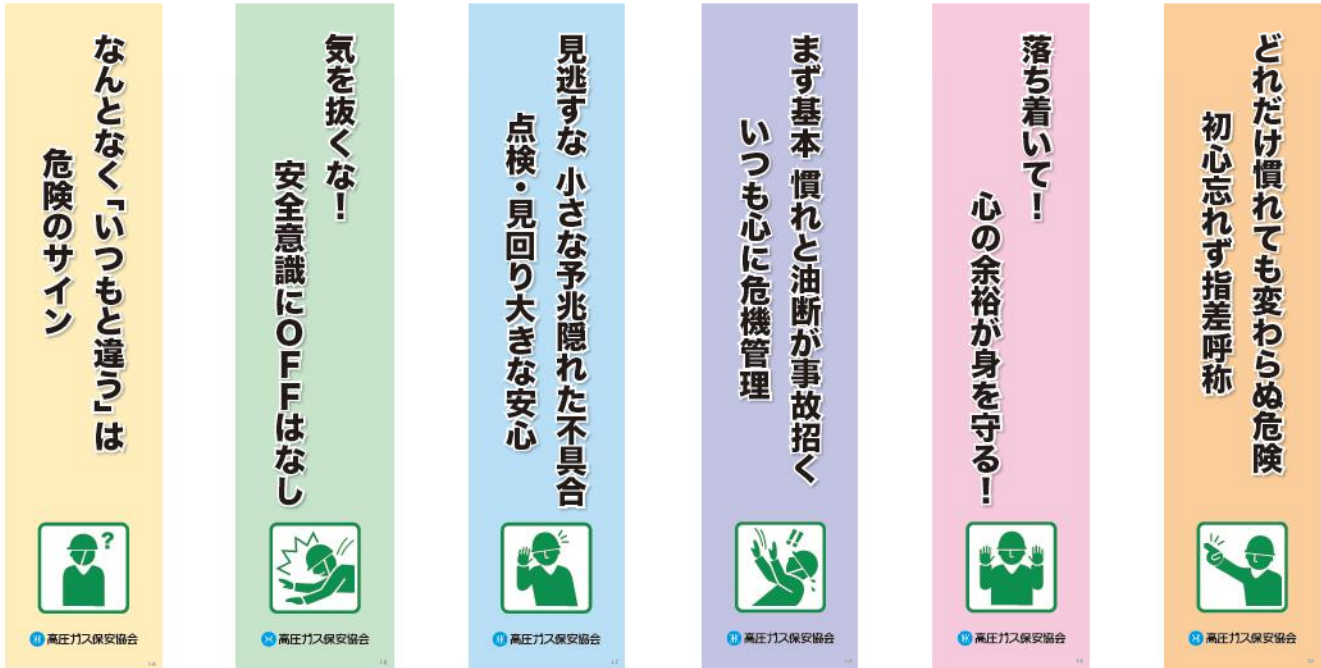 なんとなく「いつもと違う」は
危険のサイン
?
高圧ガス保安協会
気を抜くな！
安全意識にＯＦＦはなし
高圧ガス保安協会
見逃すな 小さな予兆隠れた不具合
点検・見回り大きな安心
高圧ガス保安協会
まず基本 慣れと油断が事故招く
いつも心に危機管理
!!
高圧ガス保安協会
落ち着いて！
心の余裕が身を守る！
高圧ガス保安協会
どれだけ慣れても変わらぬ危険
初心忘れず指差呼称
高圧ガス保安協会